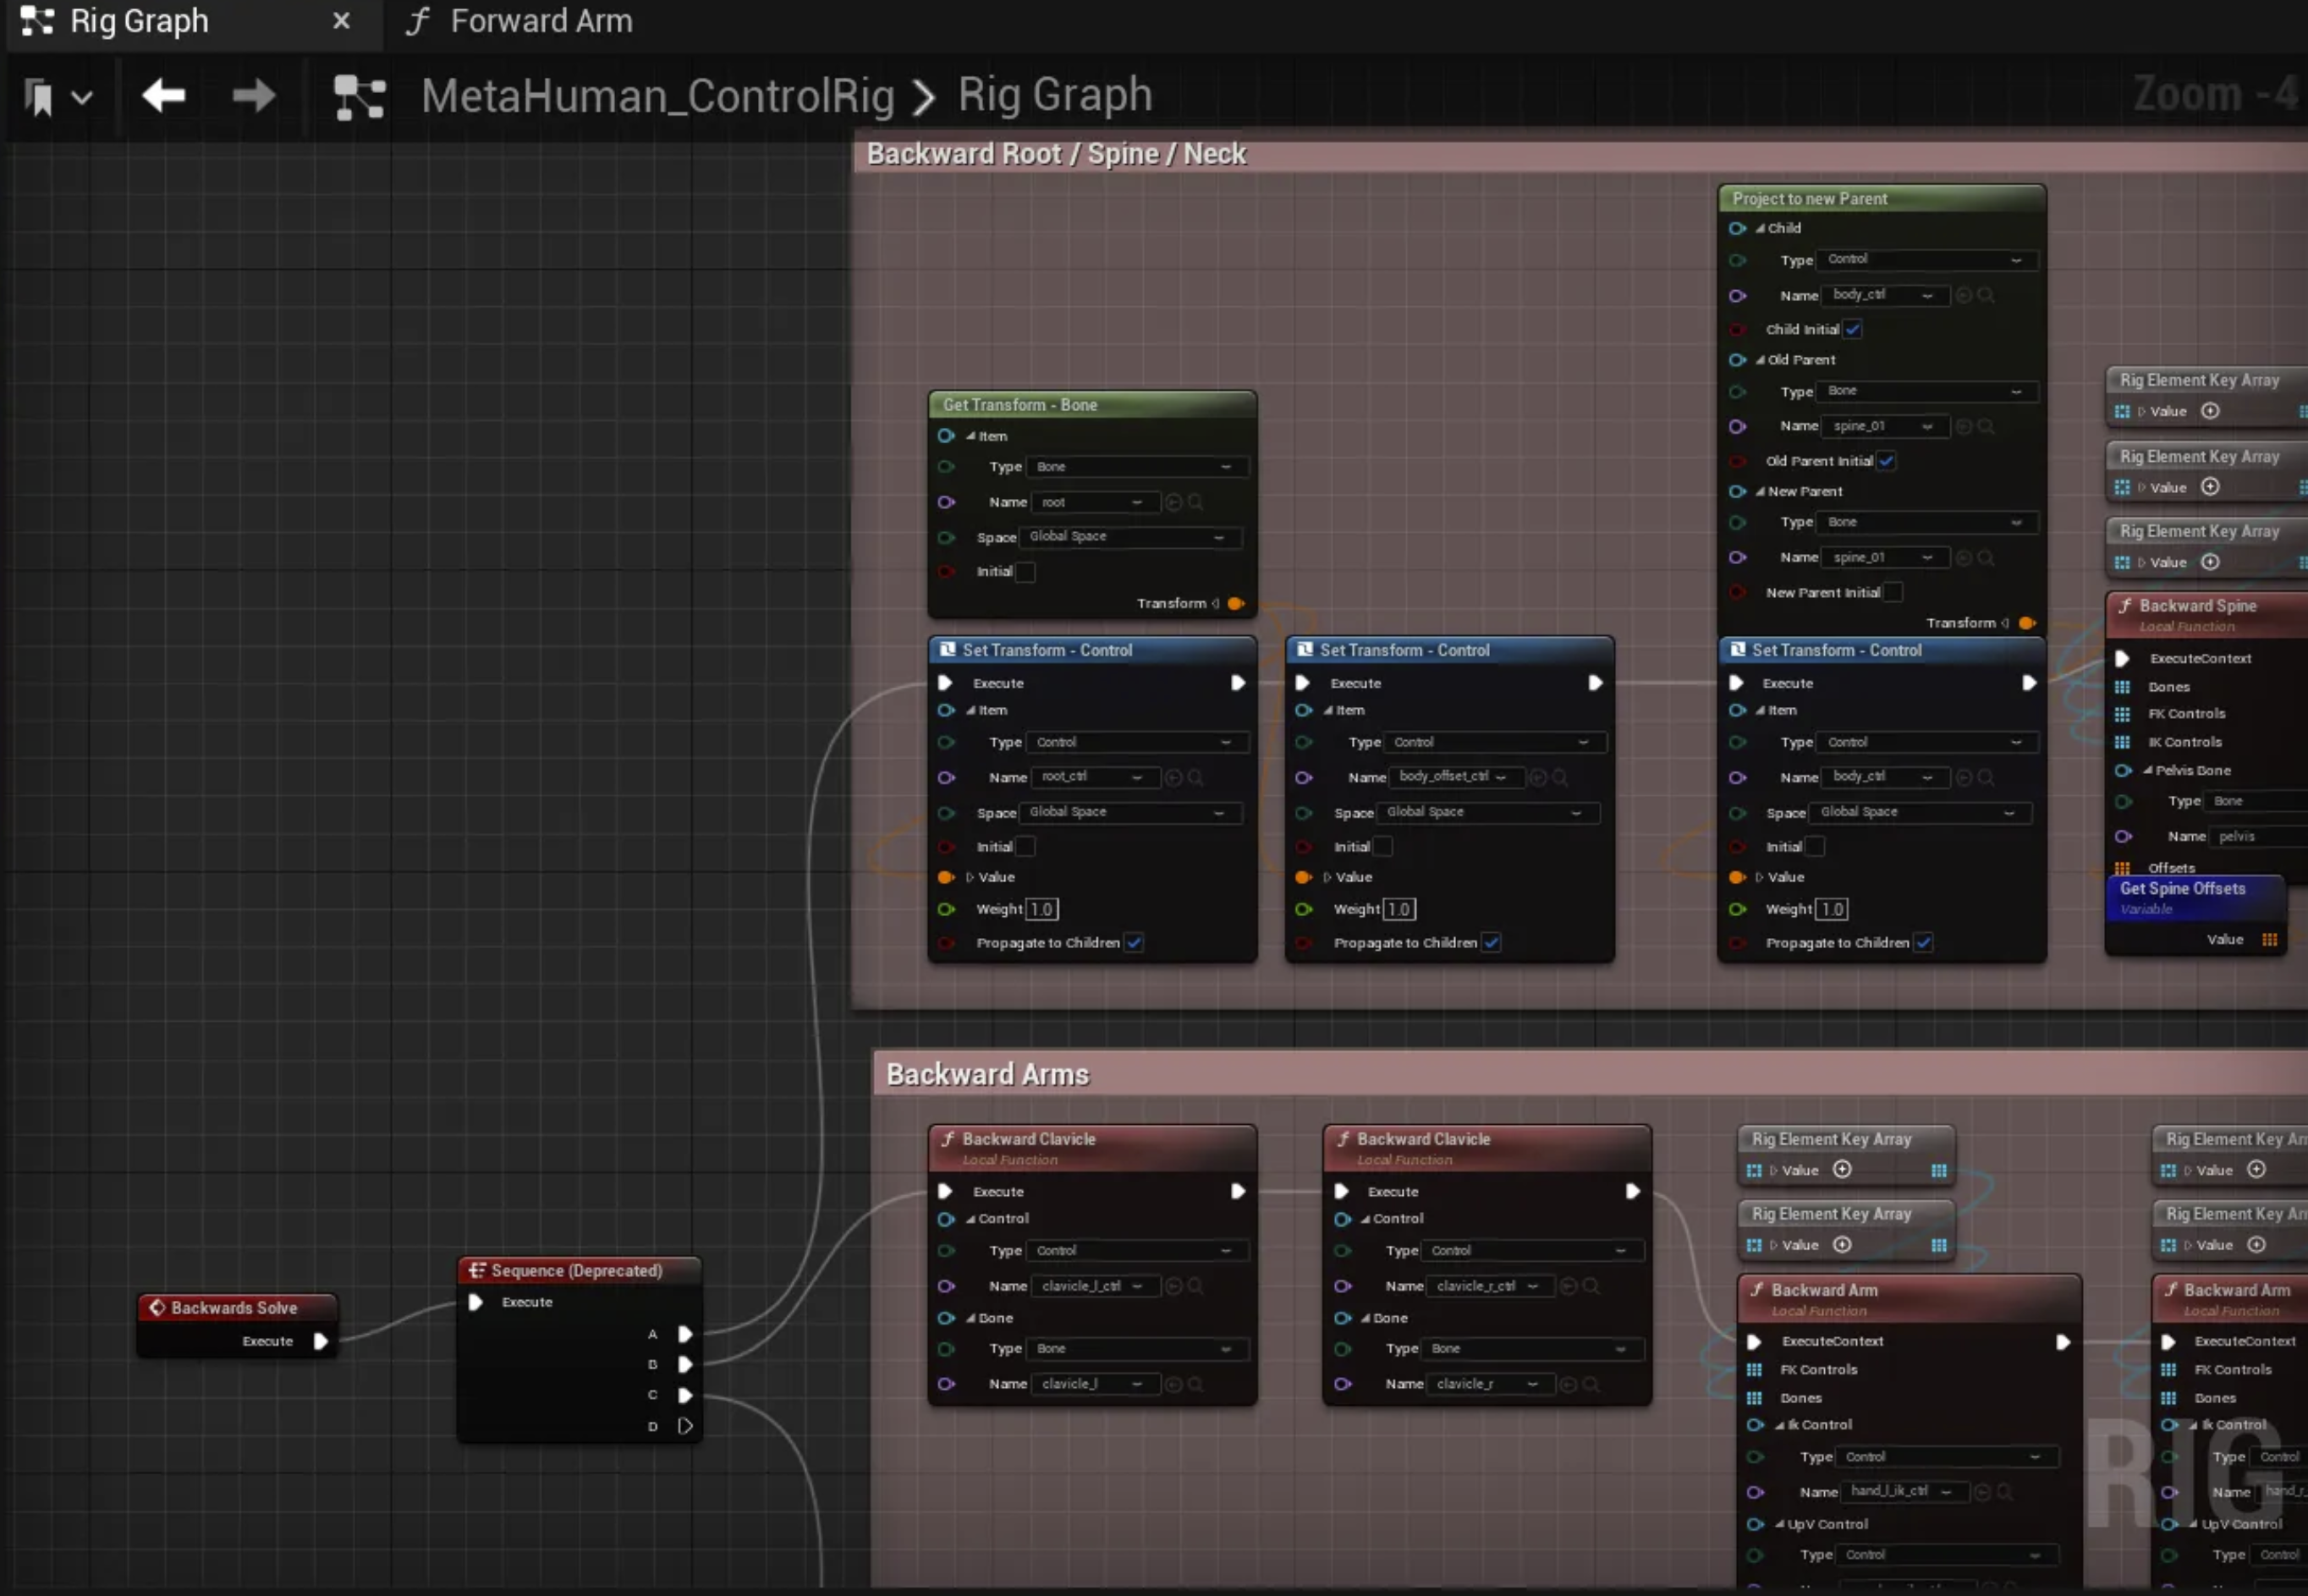 Rig Graph
Forward Arm
MetaHuman_ControlRig > Rig Graph
Zoom -4
Backward Root / Spine / Neck
Project to new Parent
Child
Type Control
Name body_ctrl
Child Initial
Old Parent
Type Bone
Name spine_01
Old Parent Initial
New Parent
Type Bone
Name spine_01
New Parent Initial
Transform
Get Transform - Bone
Item
Type Bone
Name root
Space Global Space
Initial
Transform
Rig Element Key Array
Value
Rig Element Key Array
Value
Rig Element Key Array
Value
Set Transform - Control
Execute
Item
Type Control
Name root_ctrl
Space Global Space
Initial
Value
Weight 1.0
Propagate to Children
Set Transform - Control
Execute
Item
Type Control
Name body_offset_ctrl
Space Global Space
Initial
Value
Weight 1.0
Propagate to Children
Set Transform - Control
Execute
Item
Type Control
Name body_ctrl
Space Global Space
Initial
Value
Weight 1.0
Propagate to Children
Backward Spine
Local Function
ExecuteContext
Bones
FK Controls
IK Controls
Pelvis Bone
Type Bone
Name pelvis
Offsets
Get Spine Offsets
Variable
Value
Backward Arms
Backward Clavicle
Local Function
Execute
Control
Type Control
Name clavicle_l_ctrl
Bone
Type Bone
Name clavicle_l
Backward Clavicle
Local Function
Execute
Control
Type Control
Name clavicle_r_ctrl
Bone
Type Bone
Name clavicle_r
Rig Element Key Array
Value
Rig Element Key Array
Value
Backward Arm
Local Function
ExecuteContext
FK Controls
Bones
Ik Control
Type Control
Name hand_l_ik_ctrl
UpV Control
Type Control
Rig Element Key Ar
Value
Rig Element Key Ar
Value
Backward Arm
Local Function
ExecuteContext
FK Controls
Bones
Ik Control
Type Control
Name hand_r_
UpV Control
Type Control
Backwards Solve
Execute
Sequence (Deprecated)
Execute
A
B
C
D
RIG